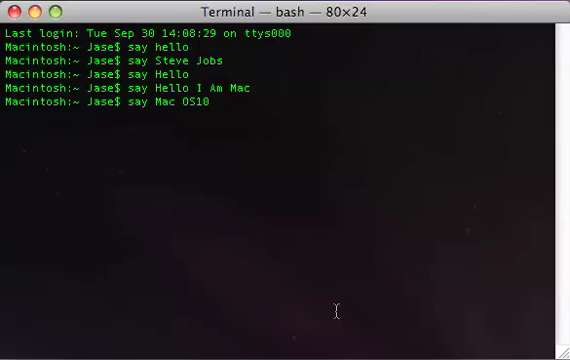 Terminal — bash — 80×24
Last login: Tue Sep 30 14:08:29 on ttys000
Macintosh:~ Jase$ say hello
Macintosh:~ Jase$ say Steve Jobs
Macintosh:~ Jase$ say Hello
Macintosh:~ Jase$ say Hello I Am Mac
Macintosh:~ Jase$ say Mac OS10